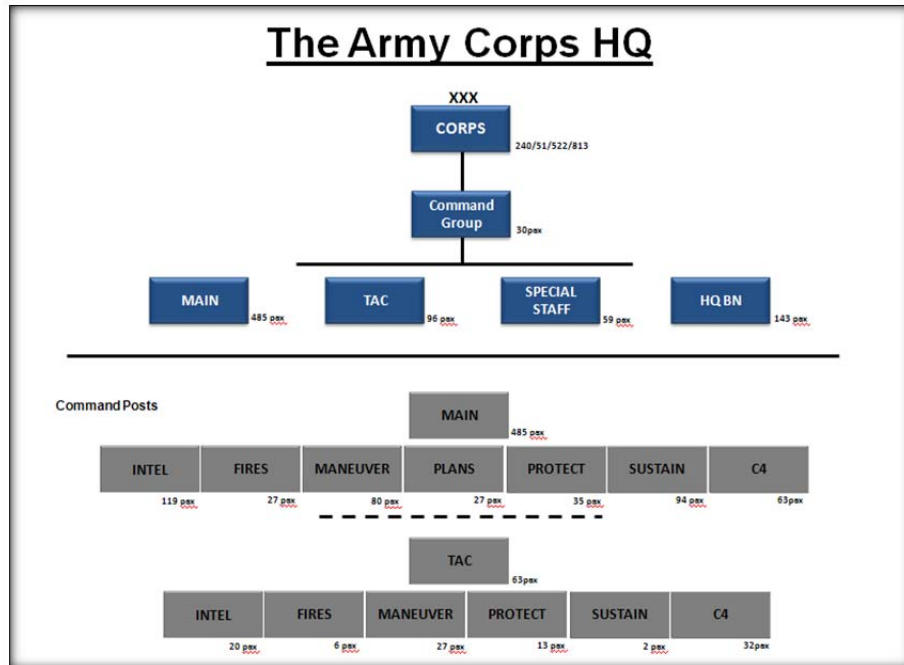 The Army Corps HQ
XXX
CORPS
240/51/522/813
Command
Group
30pax
MAIN
485 pax
TAC
96 pax
SPECIAL
STAFF
59 pax
HQ BN
143 pax
Command Posts
MAIN
485 pax
INTEL
FIRES
MANEUVER
PLANS
PROTECT
SUSTAIN
C4
119 pax
27 pax
80 pax
27 pax
35 pax
94 pax
63pax
TAC
63pax
INTEL
FIRES
MANEUVER
PROTECT
SUSTAIN
C4
20 pax
6 pax
27 pax
13 pax
2 pax
32pax